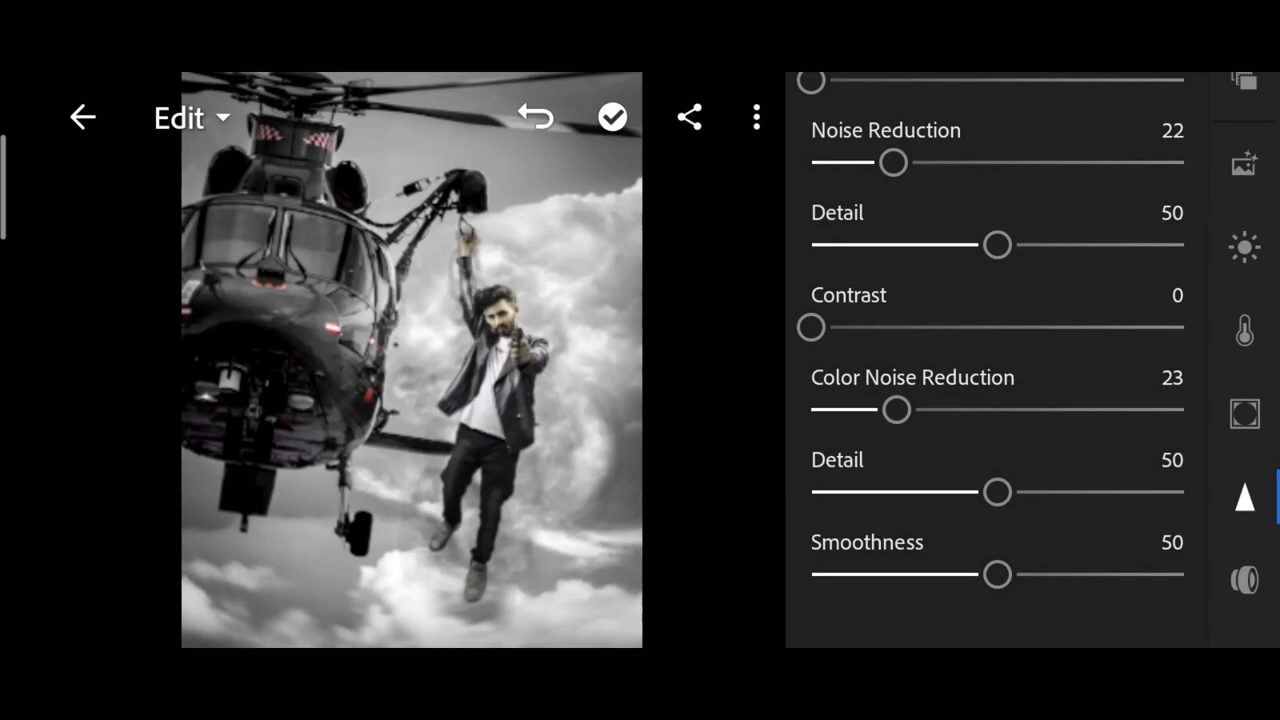 Edit
Noise Reduction 22
Detail 50
Contrast 0
Color Noise Reduction 23
Detail 50
Smoothness 50